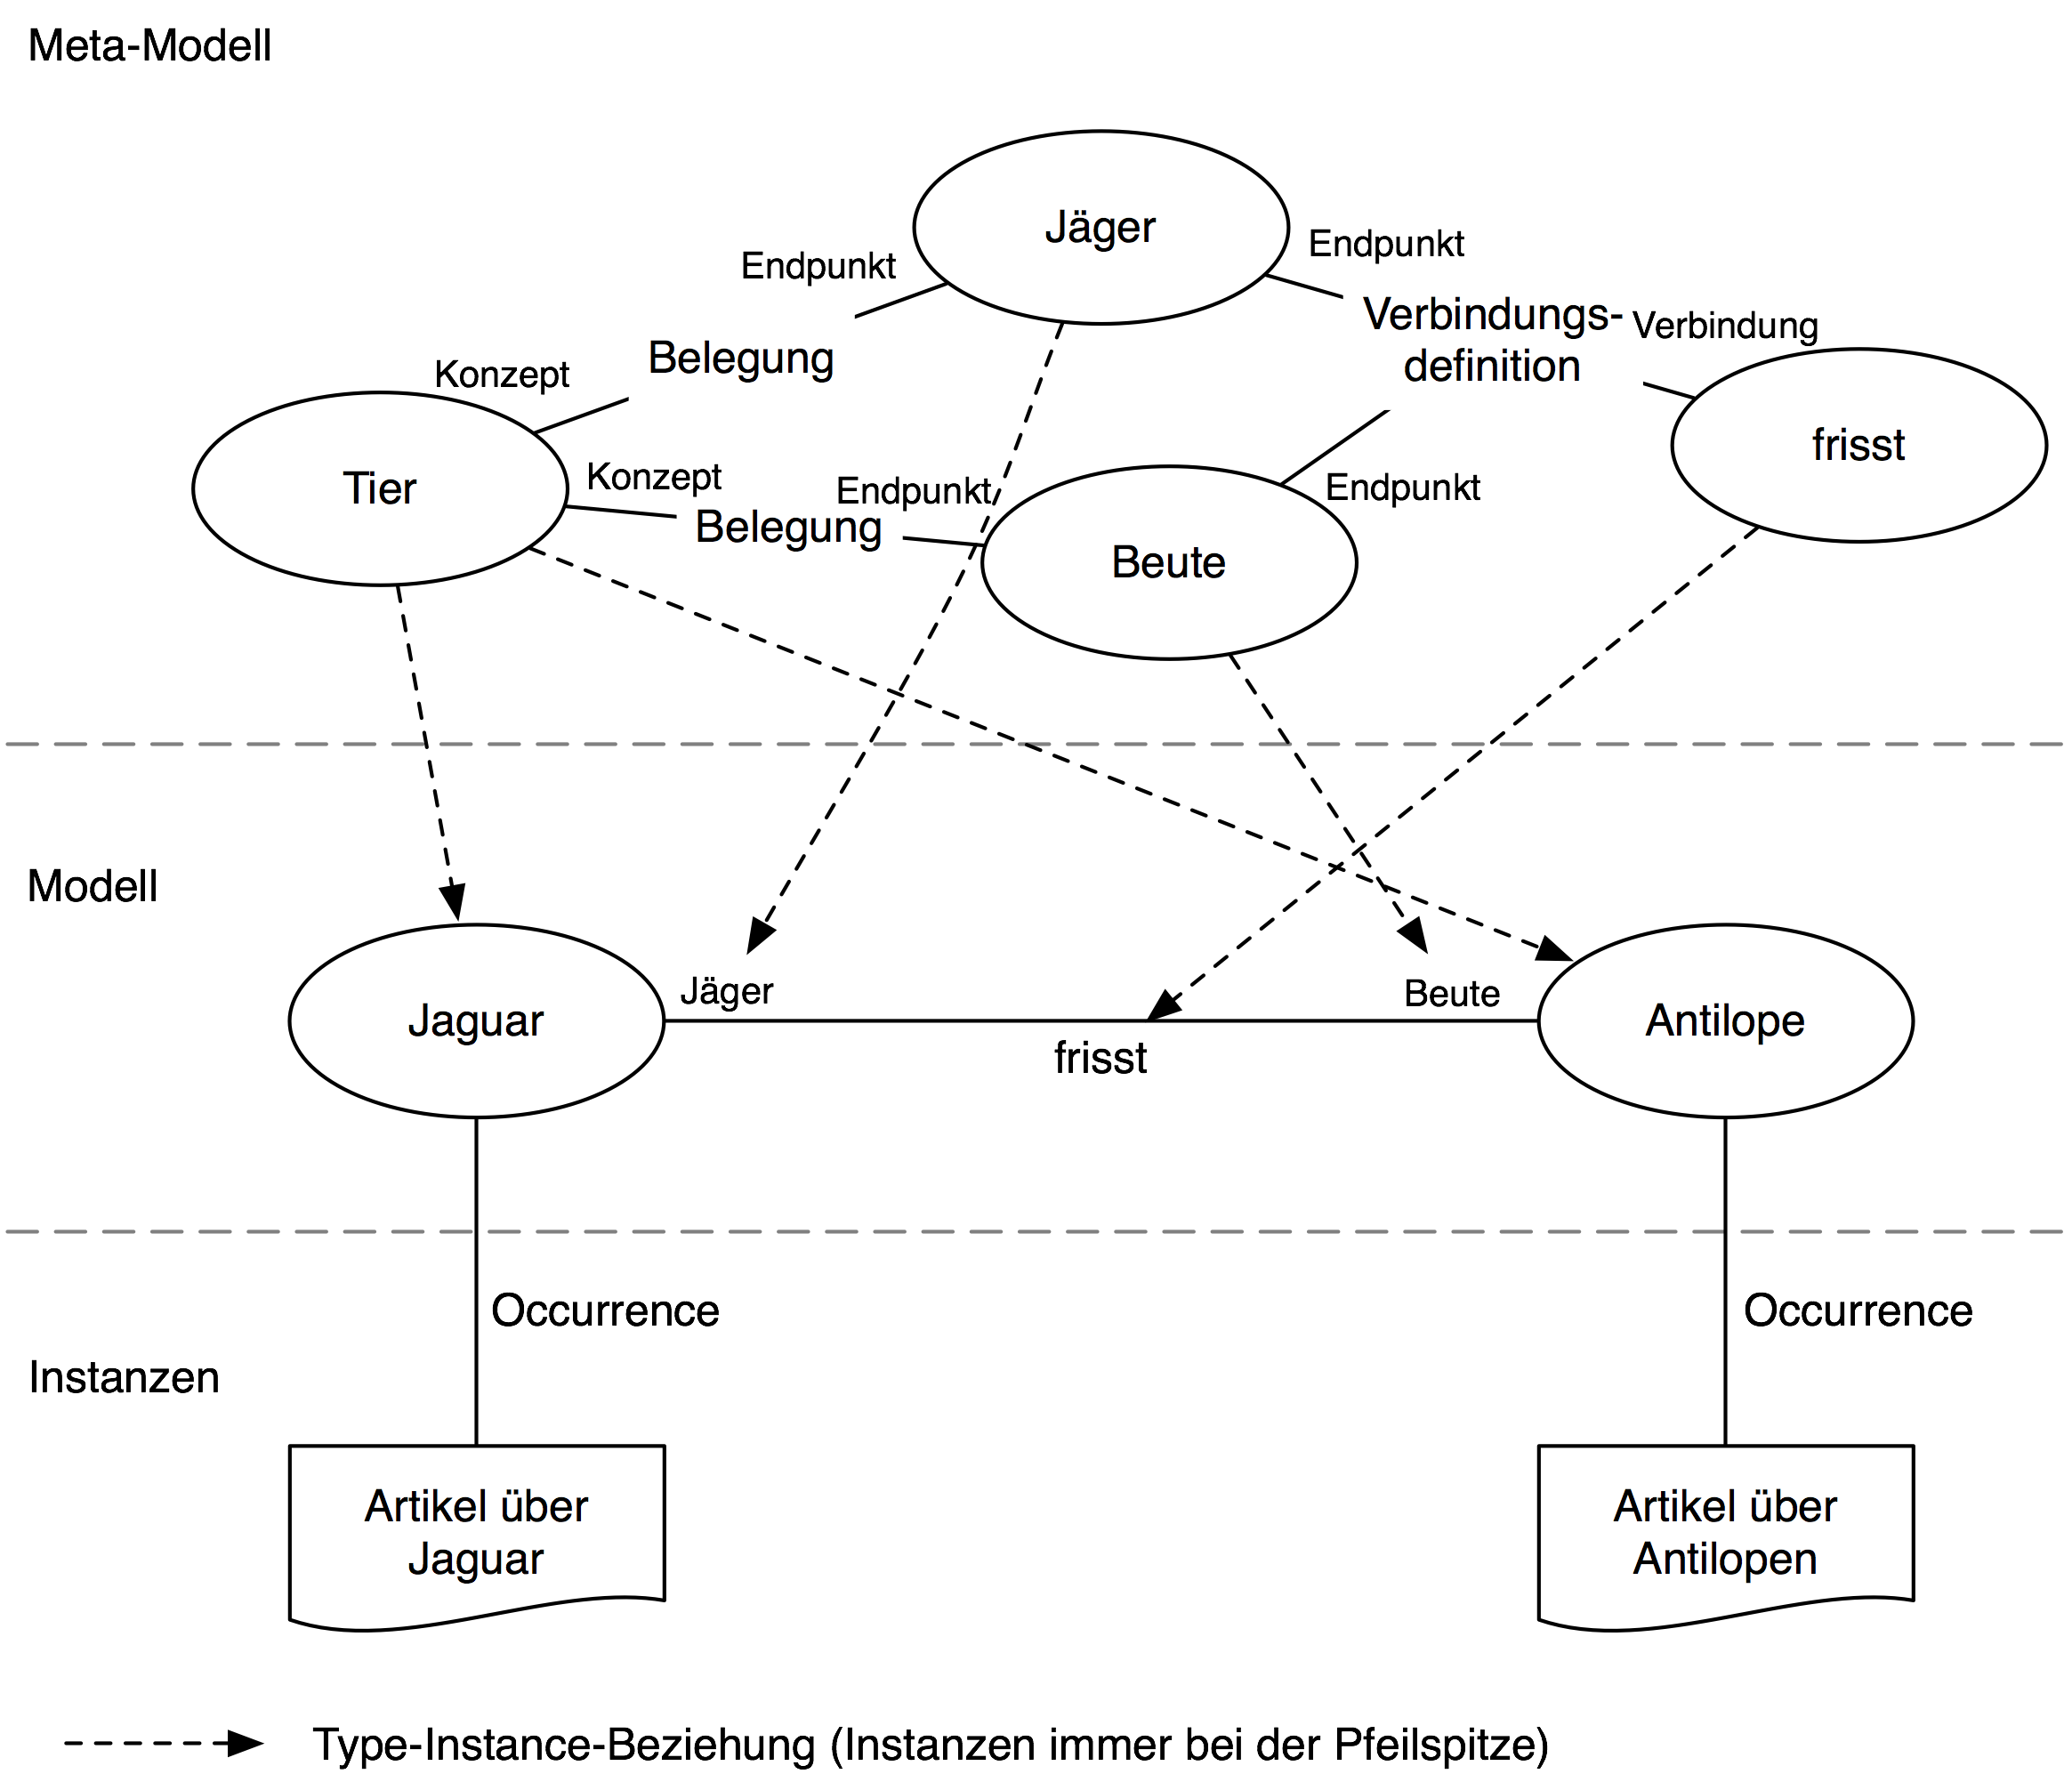 Meta-Modell
Jäger
Endpunkt
Endpunkt
Verbindungs-
definition
Verbindung
Konzept
Belegung
frisst
Tier
Konzept
Endpunkt
Belegung
Endpunkt
Beute
Modell
Jaguar
Jäger
frisst
Beute
Antilope
Occurrence
Occurrence
Instanzen
Artikel über
Jaguar
Artikel über
Antilopen
Type-Instance-Beziehung (Instanzen immer bei der Pfeilspitze)